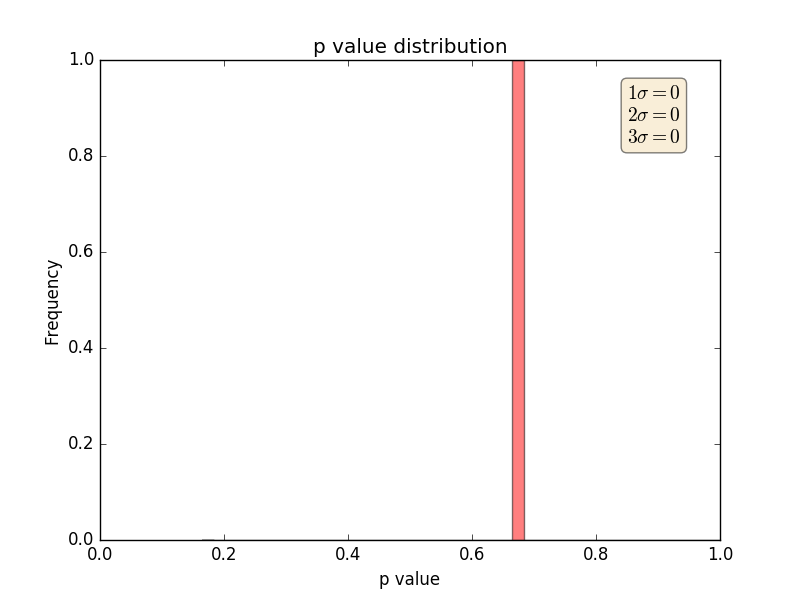 p value distribution
1σ = 0
2σ = 0
3σ = 0
1.0
0.8
0.6
0.4
0.2
0.0
Frequency
0.0 0.2 0.4 0.6 0.8 1.0
p value